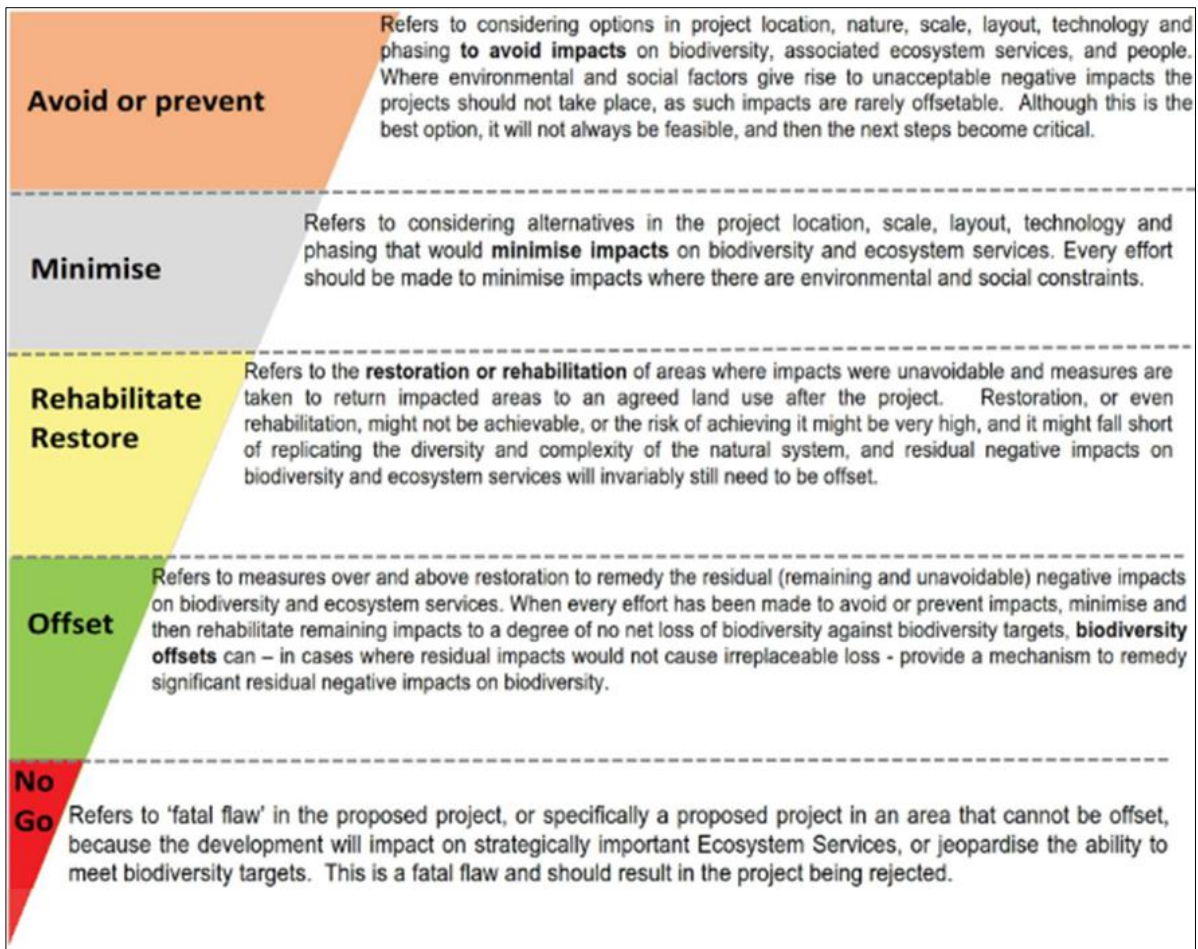 Avoid or prevent
Refers to considering options in project location, nature, scale, layout, technology and
phasing to avoid impacts on biodiversity, associated ecosystem services, and people.
Where environmental and social factors give rise to unacceptable negative impacts the
projects should not take place, as such impacts are rarely offsetable. Although this is the
best option, it will not always be feasible, and then the next steps become critical.
Minimise
Refers to considering alternatives in the project location, scale, layout, technology and
phasing that would minimise impacts on biodiversity and ecosystem services. Every effort
should be made to minimise impacts where there are environmental and social constraints.
Rehabilitate
Restore
Refers to the restoration or rehabilitation of areas where impacts were unavoidable and measures are
taken to return impacted areas to an agreed land use after the project. Restoration, or even
rehabilitation, might not be achievable, or the risk of achieving it might be very high, and it might fall short
of replicating the diversity and complexity of the natural system, and residual negative impacts on
biodiversity and ecosystem services will invariably still need to be offset.
Offset
Refers to measures over and above restoration to remedy the residual (remaining and unavoidable) negative impacts
on biodiversity and ecosystem services. When every effort has been made to avoid or prevent impacts, minimise and
then rehabilitate remaining impacts to a degree of no net loss of biodiversity against biodiversity targets, biodiversity
offsets can – in cases where residual impacts would not cause irreplaceable loss - provide a mechanism to remedy
significant residual negative impacts on biodiversity.
No
Go
Refers to ‘fatal flaw’ in the proposed project, or specifically a proposed project in an area that cannot be offset,
because the development will impact on strategically important Ecosystem Services, or jeopardise the ability to
meet biodiversity targets. This is a fatal flaw and should result in the project being rejected.